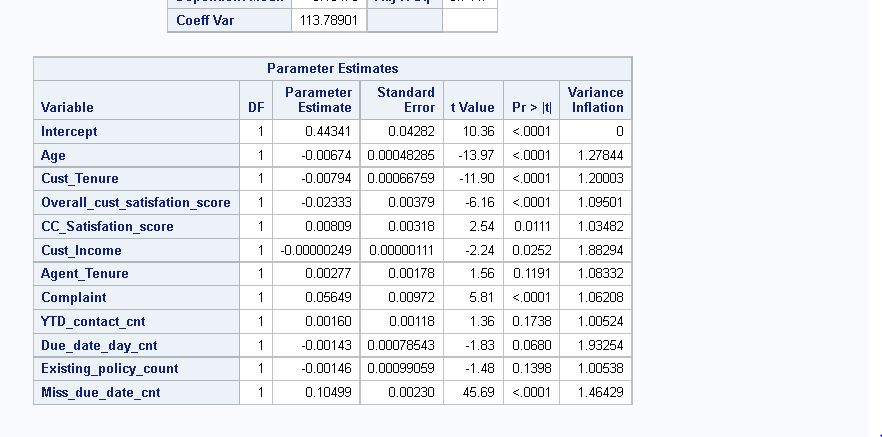 Coeff Var 113.78901
Parameter Estimates
Variable DF Parameter Estimate Standard Error t Value Pr > |t| Variance Inflation
Intercept 1 0.44341 0.04282 10.36 <.0001 0
Age 1 -0.00674 0.00048285 -13.97 <.0001 1.27844
Cust_Tenure 1 -0.00794 0.00066759 -11.90 <.0001 1.20003
Overall_cust_satisfation_score 1 -0.02333 0.00379 -6.16 <.0001 1.09501
CC_Satisfation_score 1 0.00809 0.00318 2.54 0.0111 1.03482
Cust_Income 1 -0.00000249 0.00000111 -2.24 0.0252 1.88294
Agent_Tenure 1 0.00277 0.00178 1.56 0.1191 1.08332
Complaint 1 0.05649 0.00972 5.81 <.0001 1.06208
YTD_contact_cnt 1 0.00160 0.00118 1.36 0.1738 1.00524
Due_date_day_cnt 1 -0.00143 0.00078543 -1.83 0.0680 1.93254
Existing_policy_count 1 -0.00146 0.00099059 -1.48 0.1398 1.00538
Miss_due_date_cnt 1 0.10499 0.00230 45.69 <.0001 1.46429